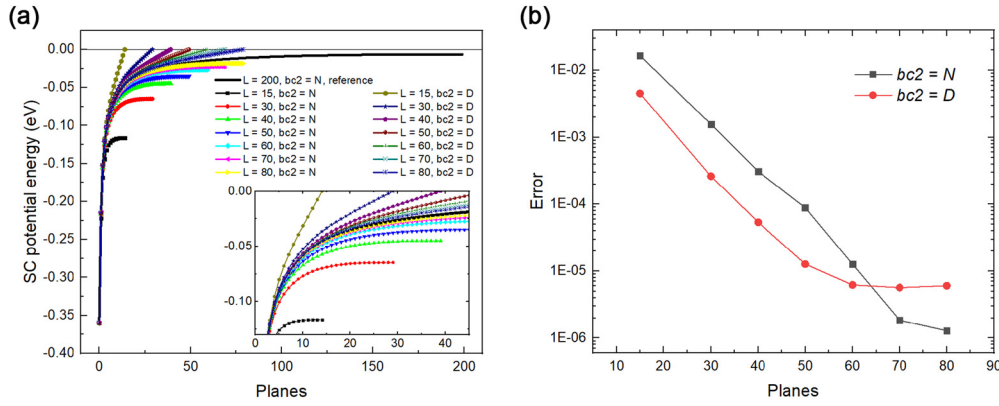 (a)
SC potential energy (eV)
0.00
-0.05
-0.10
-0.15
-0.20
-0.25
-0.30
-0.35
-0.40
0
50
100
150
200
Planes
L = 200, bc2 = N, reference
L = 15, bc2 = N
L = 15, bc2 = D
L = 30, bc2 = N
L = 30, bc2 = D
L = 40, bc2 = N
L = 40, bc2 = D
L = 50, bc2 = N
L = 50, bc2 = D
L = 60, bc2 = N
L = 60, bc2 = D
L = 70, bc2 = N
L = 70, bc2 = D
L = 80, bc2 = N
L = 80, bc2 = D
0.00
-0.05
-0.10
0
10
20
30
40
(b)
Error
1E-02
1E-03
1E-04
1E-05
1E-06
10
20
30
40
50
60
70
80
90
Planes
bc2 = N
bc2 = D